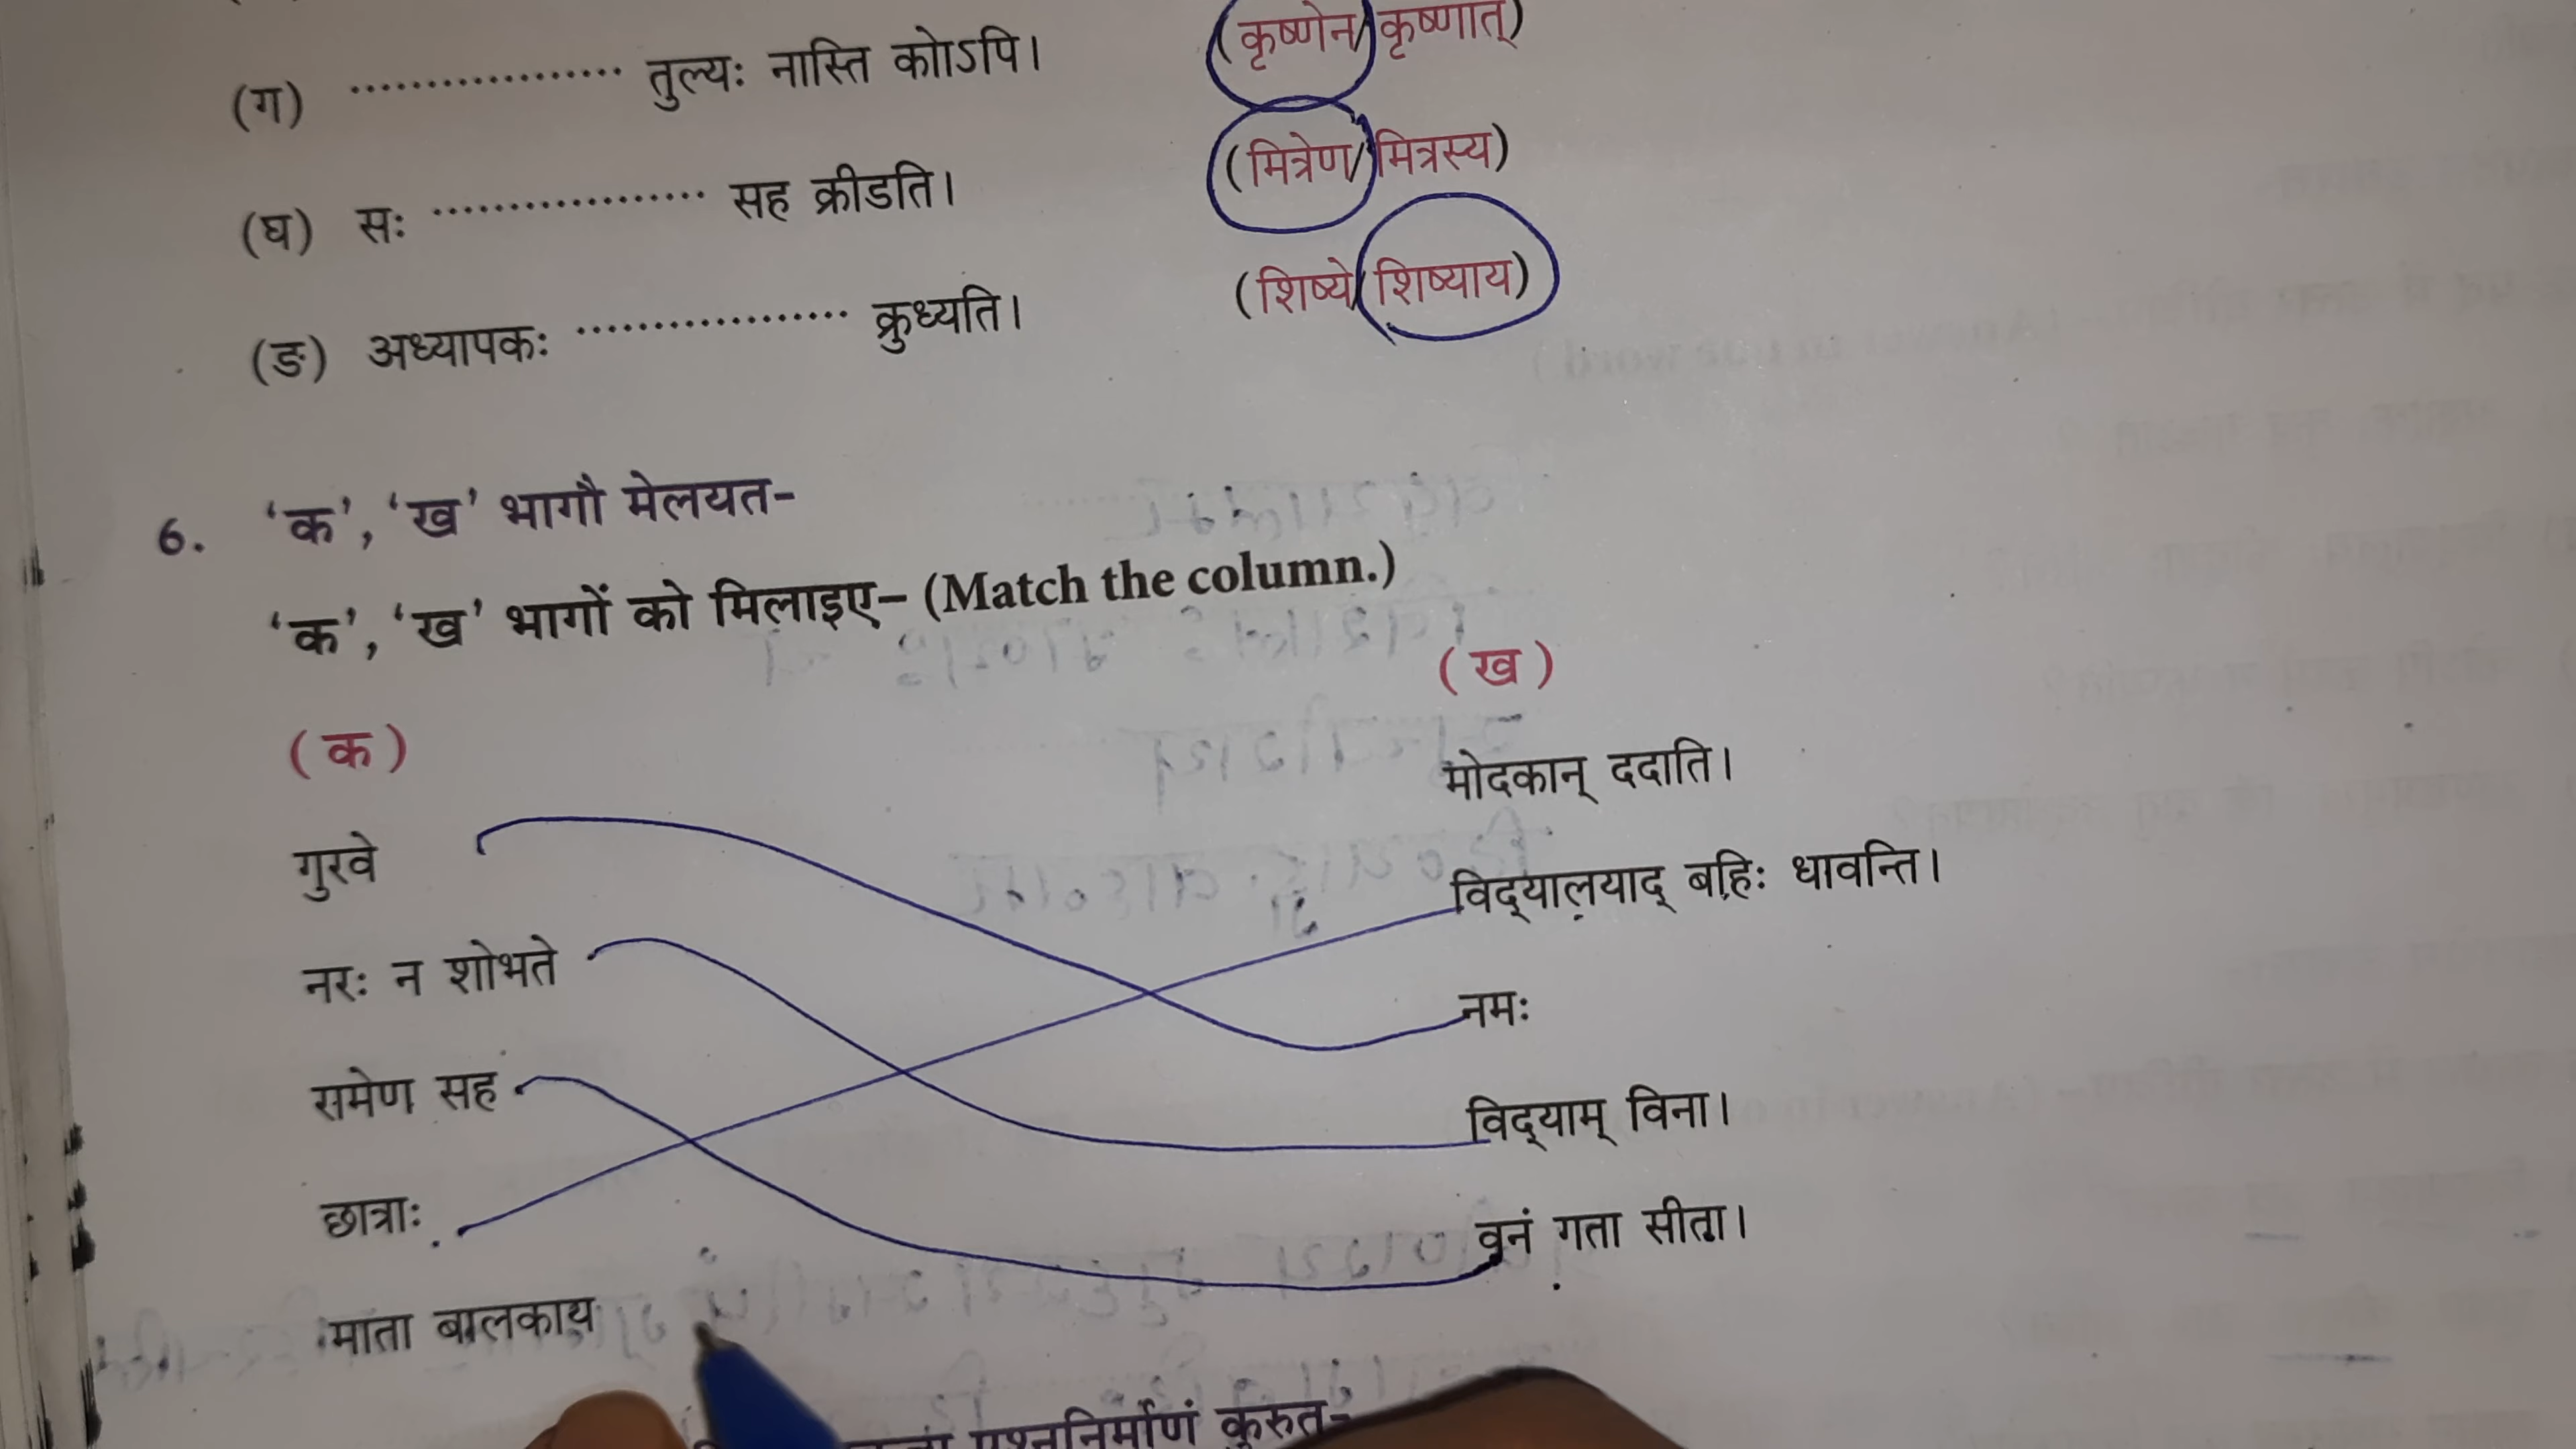 (ग) .................. तुल्यः नास्ति कोऽपि। (कृष्णेन/कृष्णात्)
(घ) सः .................. सह क्रीडति। (मित्रेण/मित्रस्य)
(ङ) अध्यापकः .................. क्रुध्यति। (शिष्ये/शिष्याय)
6. 'क', 'ख' भागौ मेलयत-
'क', 'ख' भागों को मिलाइए- (Match the column.)
(क) (ख)
गुरवे मोदकान् ददाति।
नरः न शोभते विद्यालयाद् बहिः धावन्ति।
रामेण सह नमः
छात्राः विद्याम् विना।
माता बालकाय वनं गता सीता।
प्रश्ननिर्माणं कुरुत-